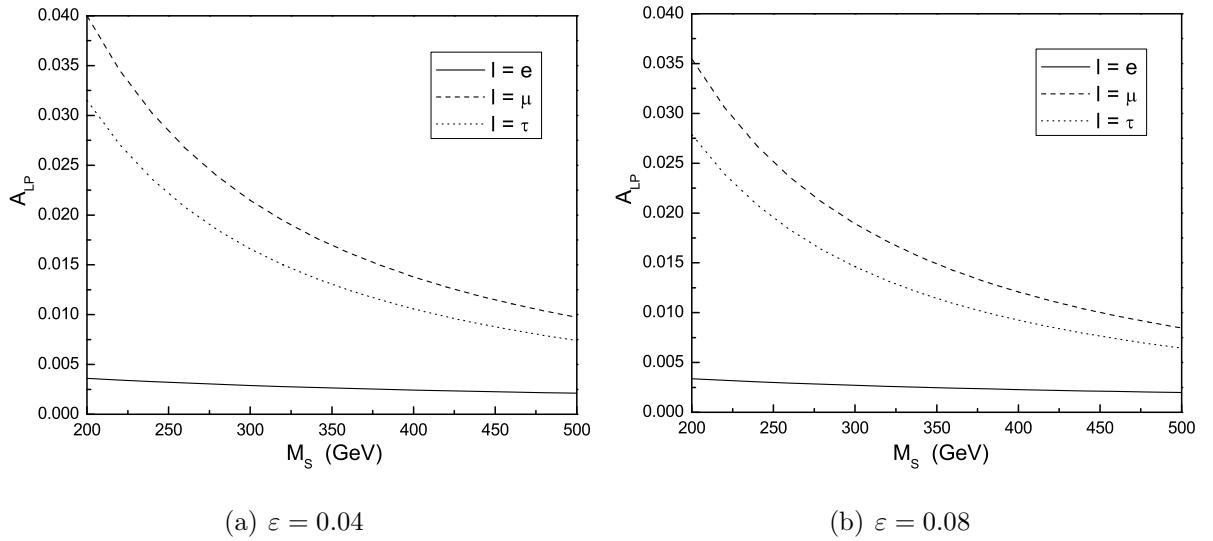 0.040
0.035
0.030
0.025
0.020
0.015
0.010
0.005
0.000
A_LP
l = e
l = μ
l = τ
200 250 300 350 400 450 500
M_S (GeV)
(a) ε = 0.04
0.040
0.035
0.030
0.025
0.020
0.015
0.010
0.005
0.000
A_LP
l = e
l = μ
l = τ
200 250 300 350 400 450 500
M_S (GeV)
(b) ε = 0.08